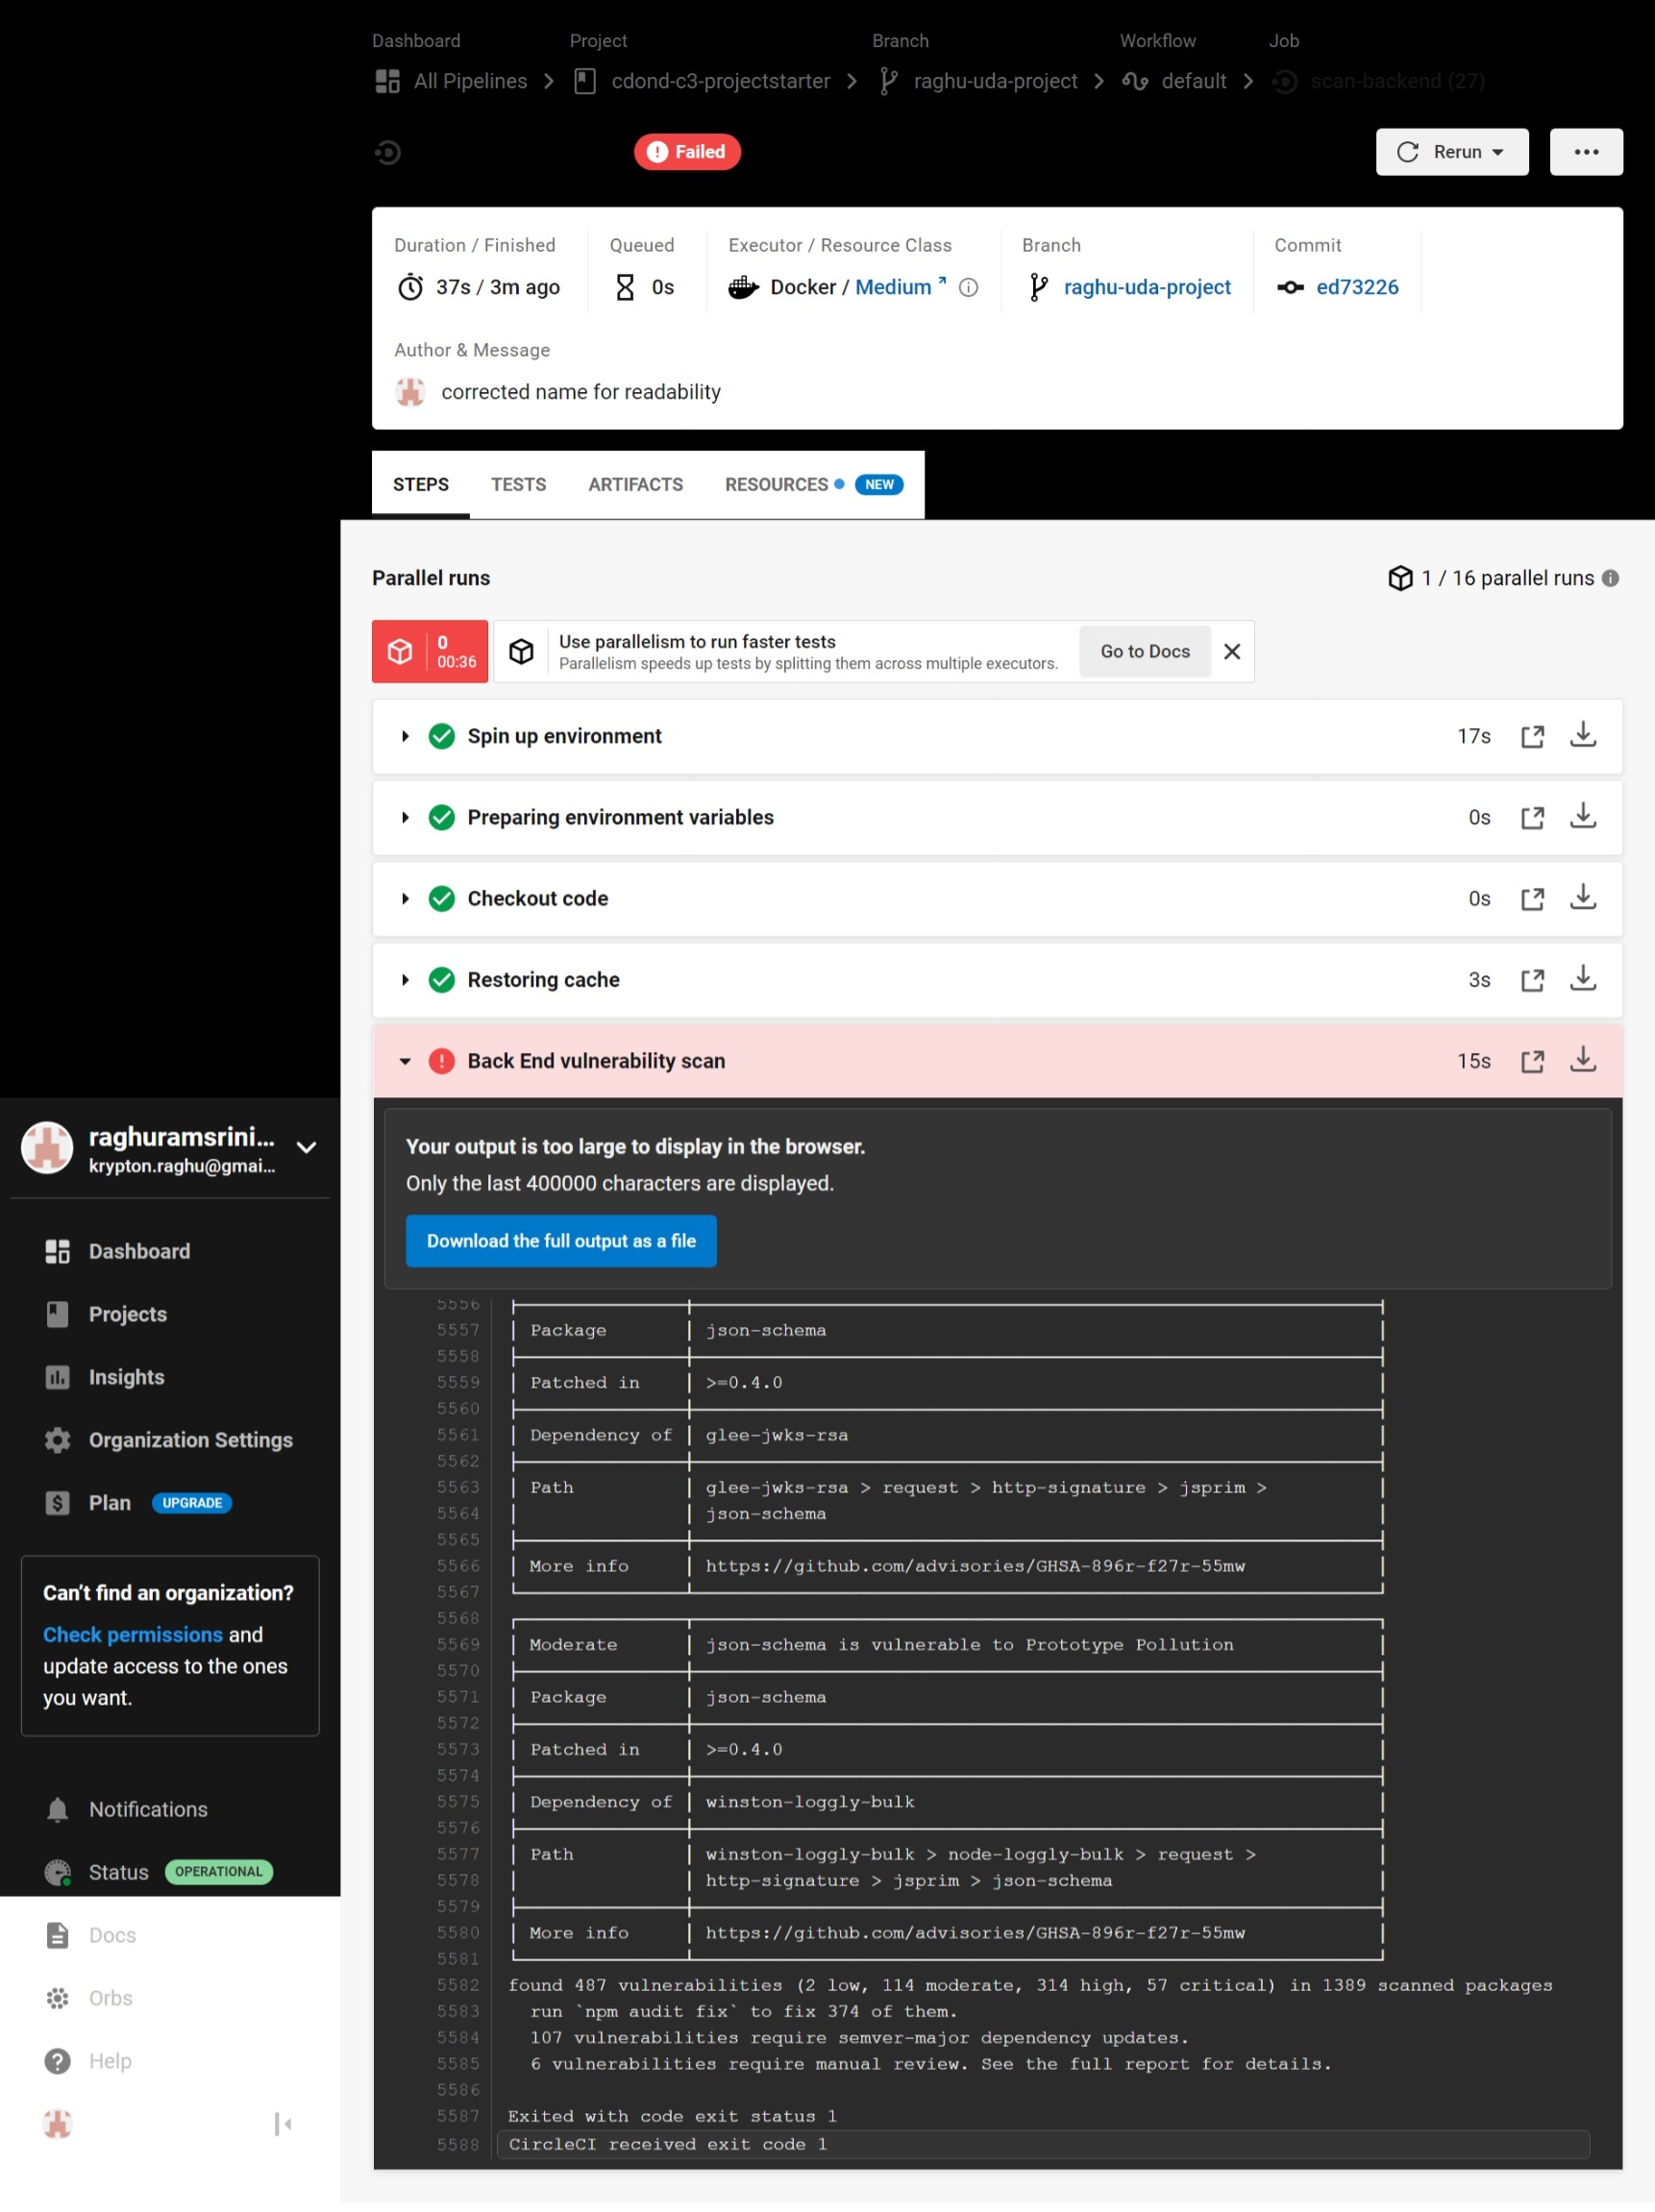 Dashboard Project Branch Workflow Job
All Pipelines cdond-c3-projectstarter raghu-uda-project default scan-backend (27)
Failed
Rerun
Duration / Finished Queued Executor / Resource Class Branch Commit
37s / 3m ago 0s Docker / Medium raghu-uda-project ed73226
Author & Message
corrected name for readability
STEPS TESTS ARTIFACTS RESOURCES NEW
Parallel runs 1 / 16 parallel runs
0
00:36
Use parallelism to run faster tests
Parallelism speeds up tests by splitting them across multiple executors.
Go to Docs
Spin up environment 17s
Preparing environment variables 0s
Checkout code 0s
Restoring cache 3s
Back End vulnerability scan 15s
raghuramsrini...
krypton.raghu@gmai...
Dashboard
Projects
Insights
Organization Settings
Plan UPGRADE
Can't find an organization?
Check permissions and
update access to the ones
you want.
Notifications
Status OPERATIONAL
Docs
Orbs
Help
Your output is too large to display in the browser.
Only the last 400000 characters are displayed.
Download the full output as a file
5556
5557 Package json-schema
5558
5559 Patched in >=0.4.0
5560
5561 Dependency of glee-jwks-rsa
5562
5563 Path glee-jwks-rsa > request > http-signature > jsprim >
5564 json-schema
5565
5566 More info https://github.com/advisories/GHSA-896r-f27r-55mw
5567
5568
5569 Moderate json-schema is vulnerable to Prototype Pollution
5570
5571 Package json-schema
5572
5573 Patched in >=0.4.0
5574
5575 Dependency of winston-loggly-bulk
5576
5577 Path winston-loggly-bulk > node-loggly-bulk > request >
5578 http-signature > jsprim > json-schema
5579
5580 More info https://github.com/advisories/GHSA-896r-f27r-55mw
5581
5582 found 487 vulnerabilities (2 low, 114 moderate, 314 high, 57 critical) in 1389 scanned packages
5583 run `npm audit fix` to fix 374 of them.
5584 107 vulnerabilities require semver-major dependency updates.
5585 6 vulnerabilities require manual review. See the full report for details.
5586
5587 Exited with code exit status 1
5588 CircleCI received exit code 1